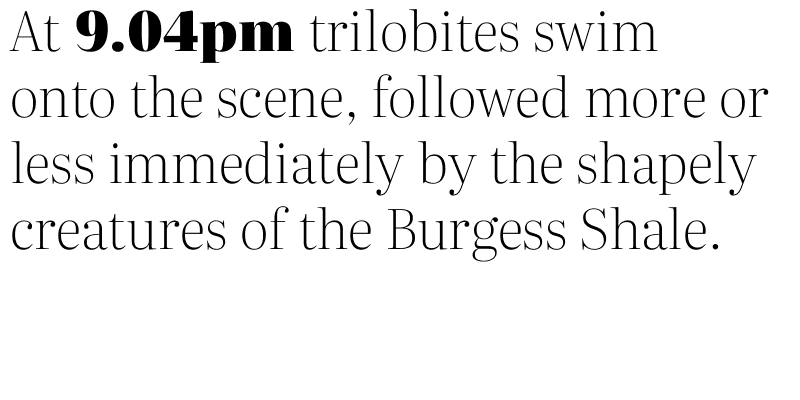 At 9.04pm trilobites swim
onto the scene, followed more or
less immediately by the shapely
creatures of the Burgess Shale.